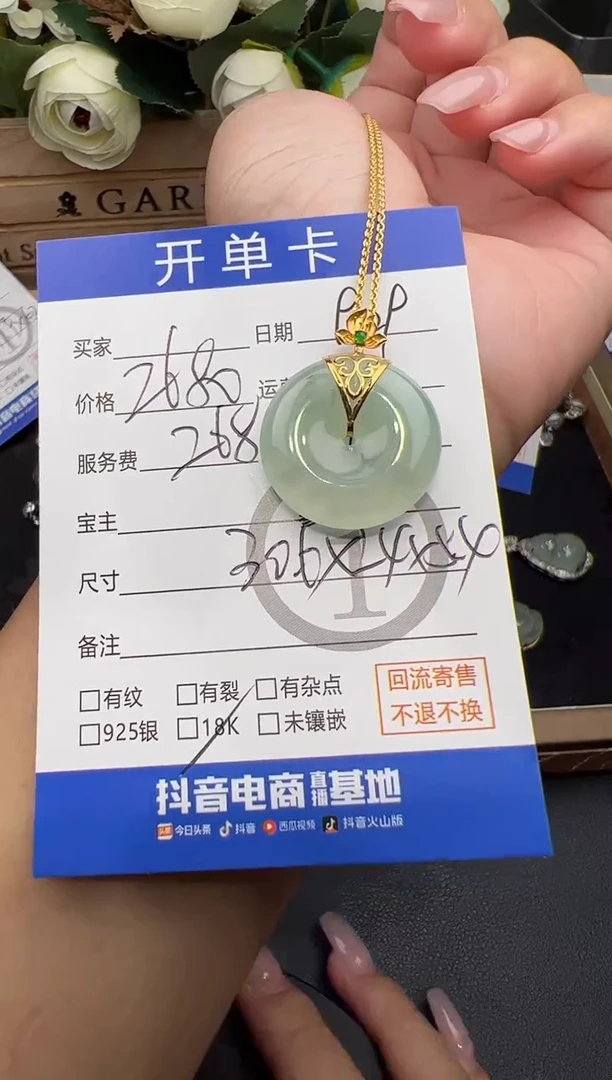 GAR
开单卡
买家 日期
价格 2680
服务费 268
宝主
尺寸
备注
□有纹 □有裂 □有杂点
□925银 □18K □未镶嵌
回流寄售
不退不换
抖音电商直播基地
今日头条 抖音 西瓜视频 抖音火山版